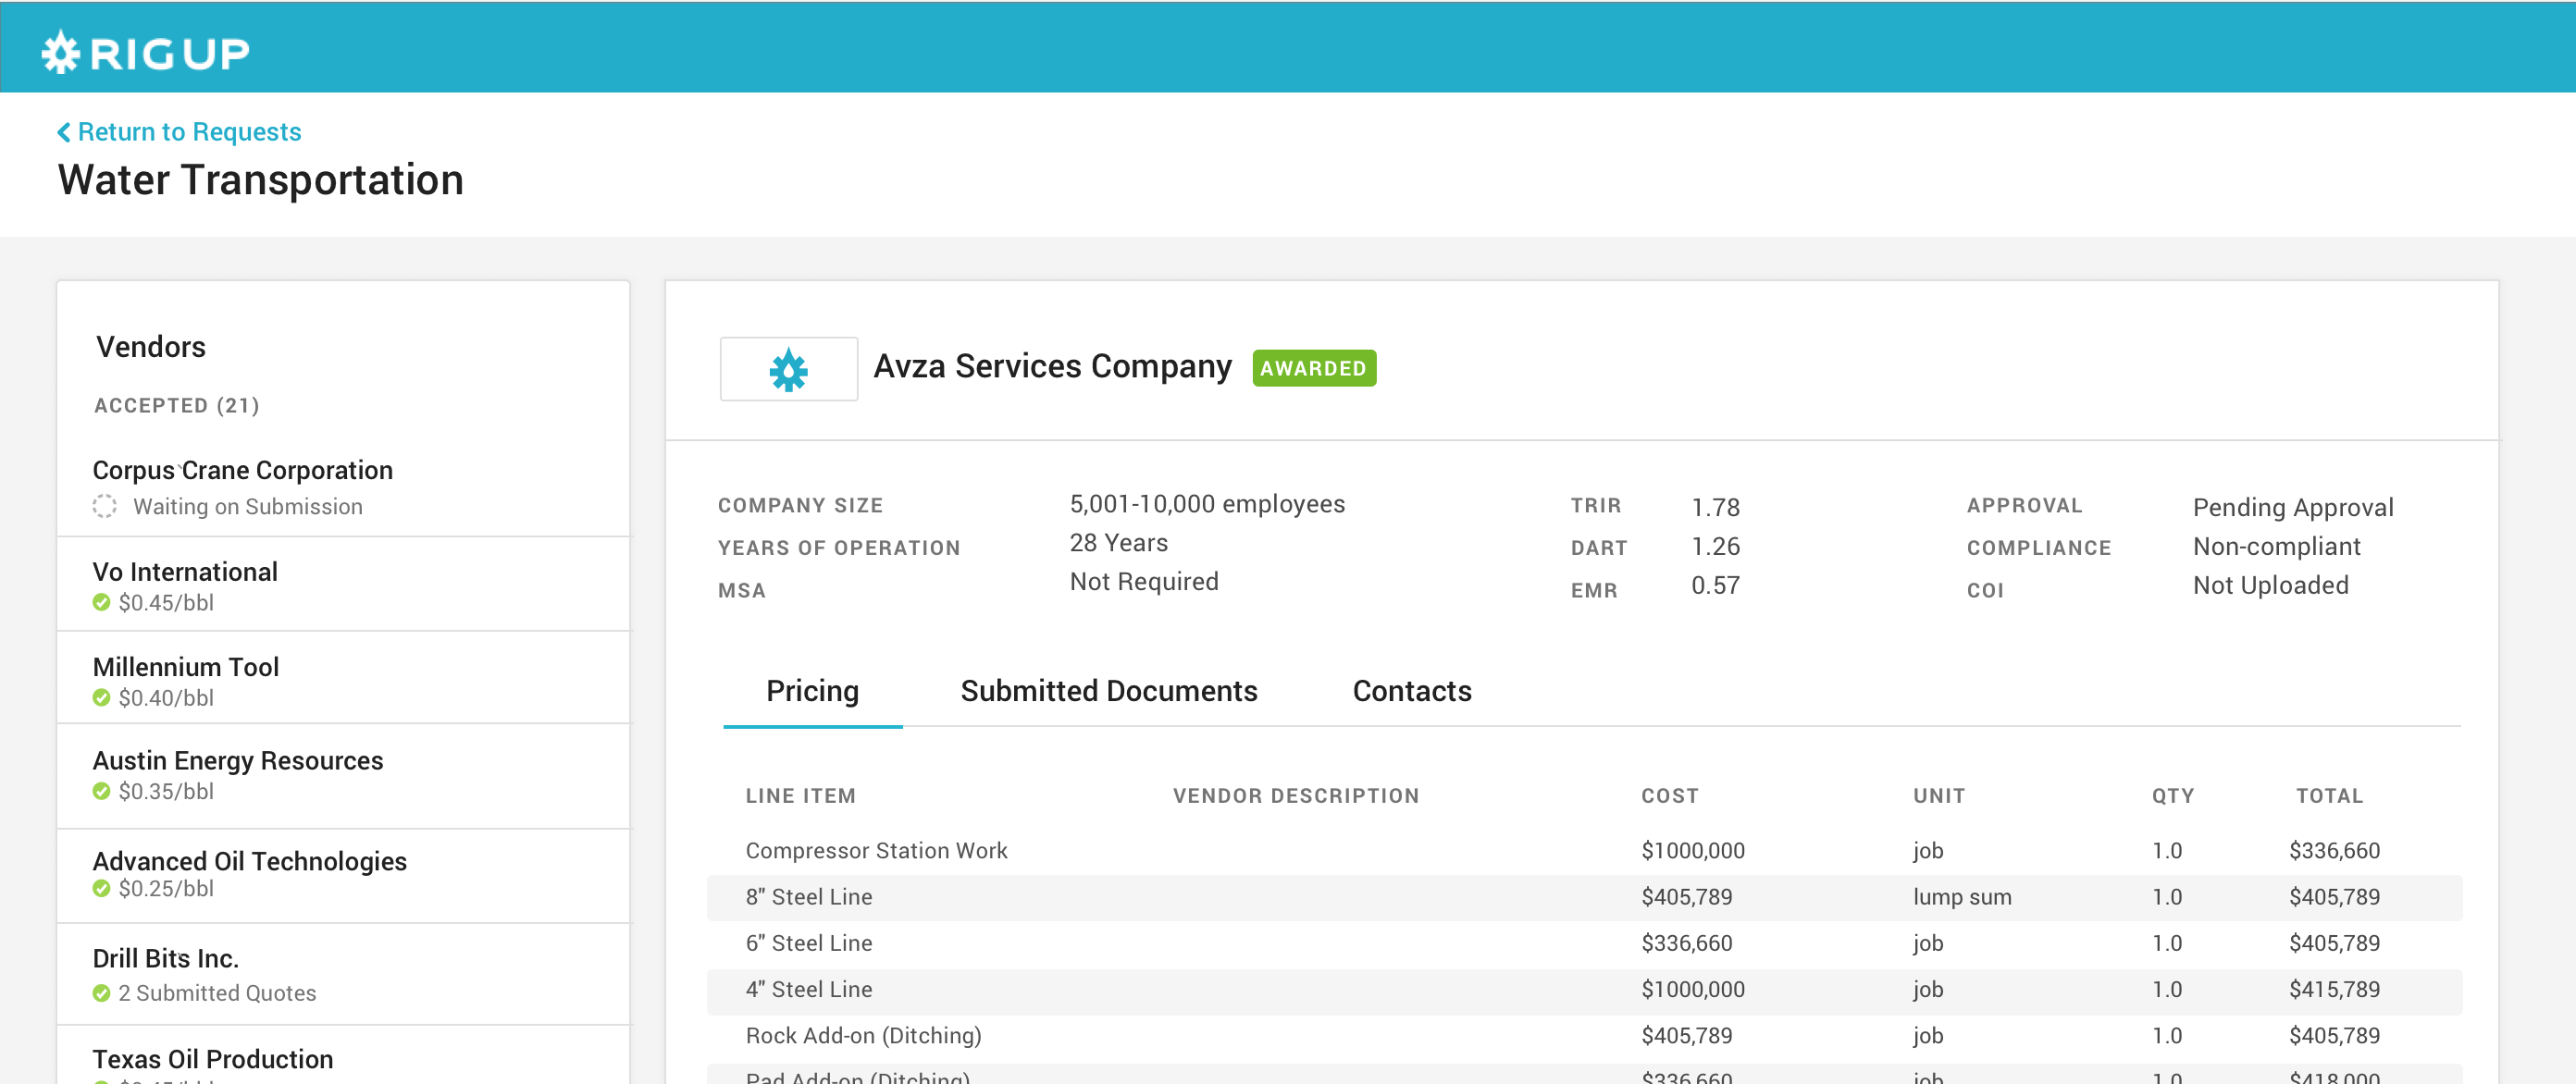 RIGUP
Return to Requests
Water Transportation
Vendors
ACCEPTED (21)
Corpus Crane Corporation
Waiting on Submission
Vo International
$0.45/bbl
Millennium Tool
$0.40/bbl
Austin Energy Resources
$0.35/bbl
Advanced Oil Technologies
$0.25/bbl
Drill Bits Inc.
2 Submitted Quotes
Texas Oil Production
Avza Services Company AWARDED
COMPANY SIZE 5,001-10,000 employees
YEARS OF OPERATION 28 Years
MSA Not Required
TRIR 1.78
DART 1.26
EMR 0.57
APPROVAL Pending Approval
COMPLIANCE Non-compliant
COI Not Uploaded
Pricing Submitted Documents Contacts
LINE ITEM VENDOR DESCRIPTION COST UNIT QTY TOTAL
Compressor Station Work $1000,000 job 1.0 $336,660
8" Steel Line $405,789 lump sum 1.0 $405,789
6" Steel Line $336,660 job 1.0 $405,789
4" Steel Line $1000,000 job 1.0 $415,789
Rock Add-on (Ditching) $405,789 job 1.0 $405,789
Pad Add-on (Ditching) $336,660 job 1.0 $418,000